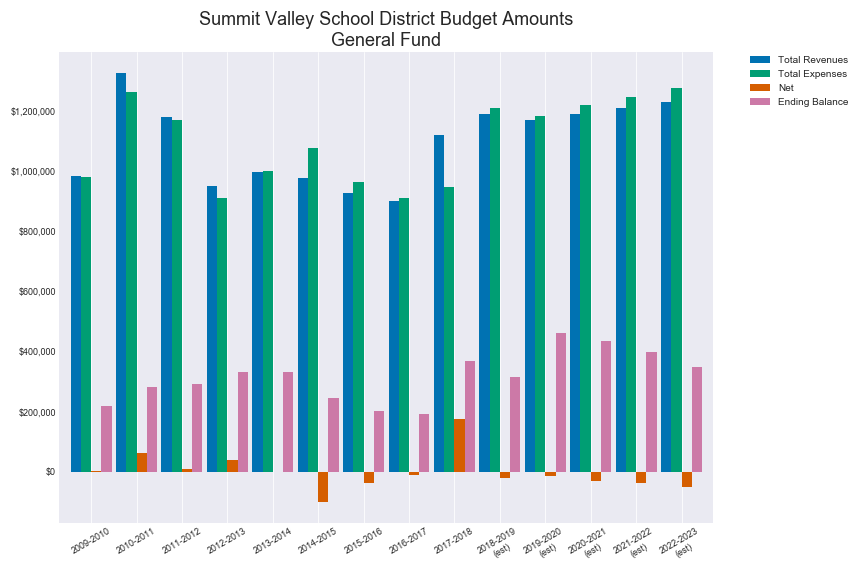 Summit Valley School District Budget Amounts
General Fund
Total Revenues
Total Expenses
Net
Ending Balance
$1,200,000
$1,000,000
$800,000
$600,000
$400,000
$200,000
$0
2009-2010
2010-2011
2011-2012
2012-2013
2013-2014
2014-2015
2015-2016
2016-2017
2017-2018
2018-2019
(est)
2019-2020
(est)
2020-2021
(est)
2021-2022
(est)
2022-2023
(est)